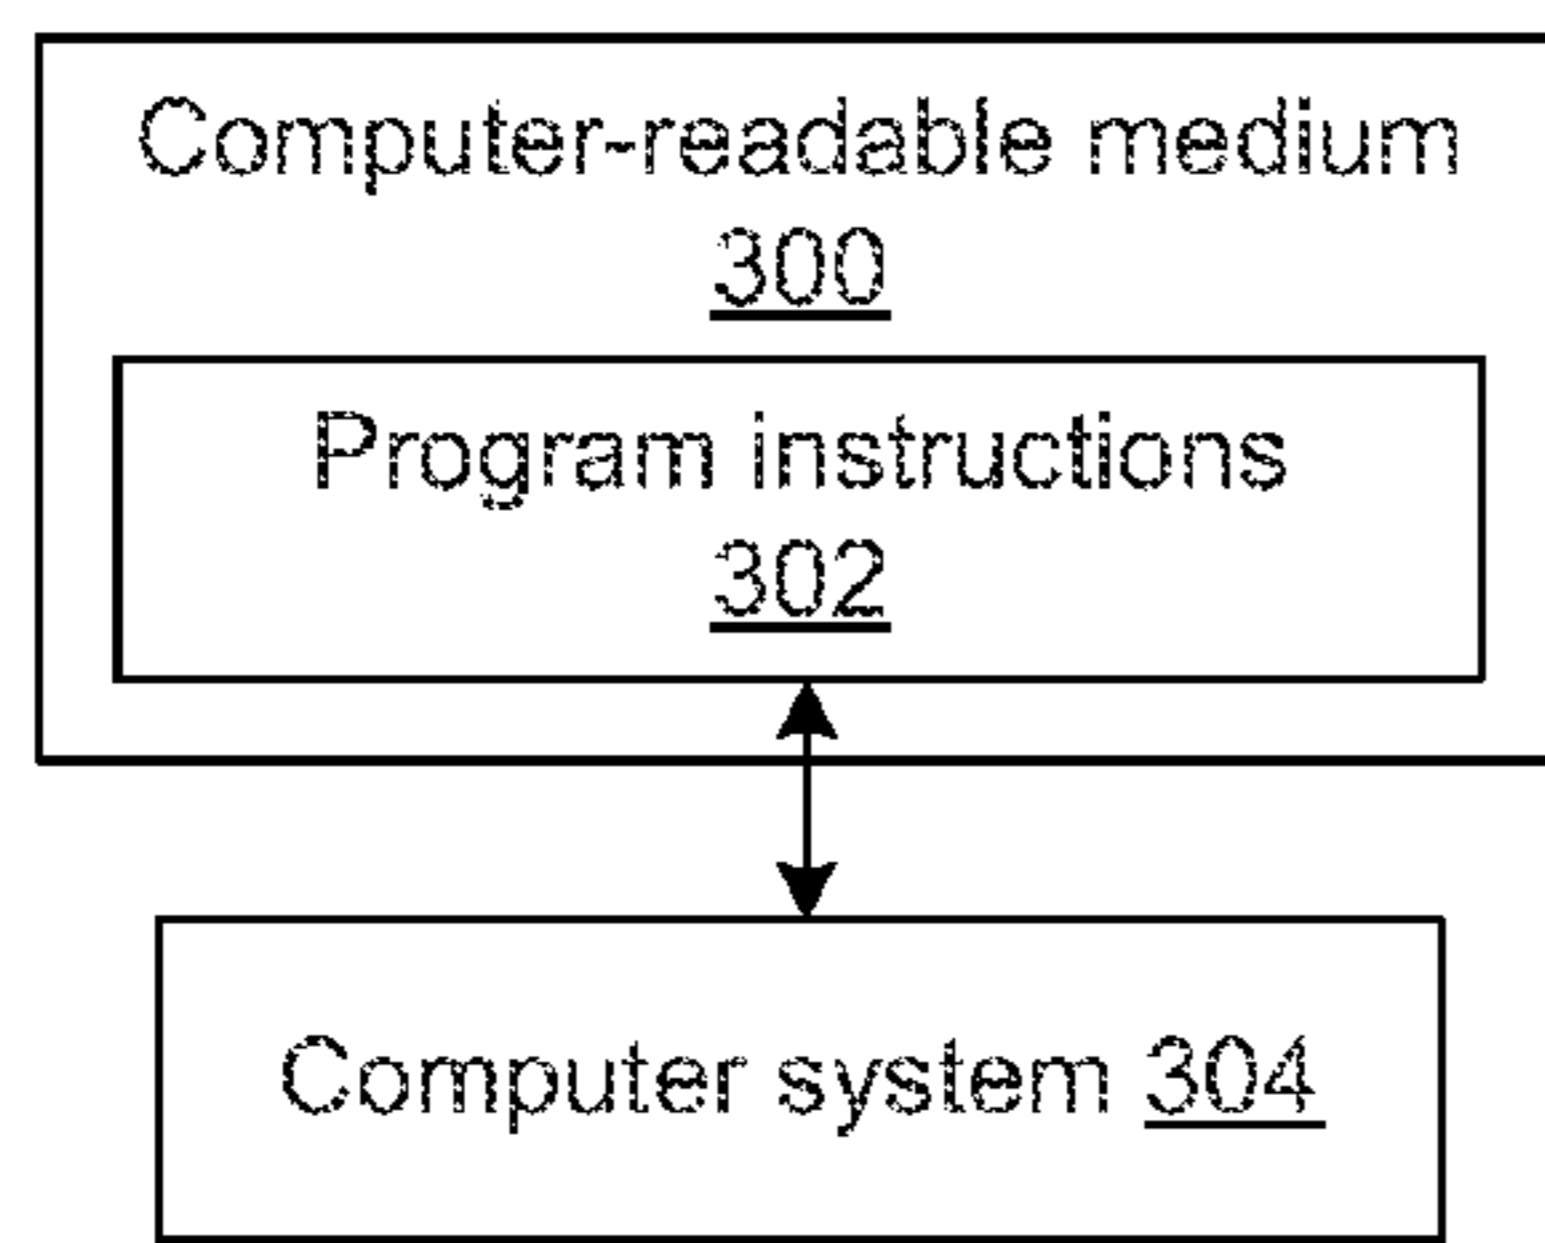 Computer-readable medium
300
Program instructions
302
Computer system 304